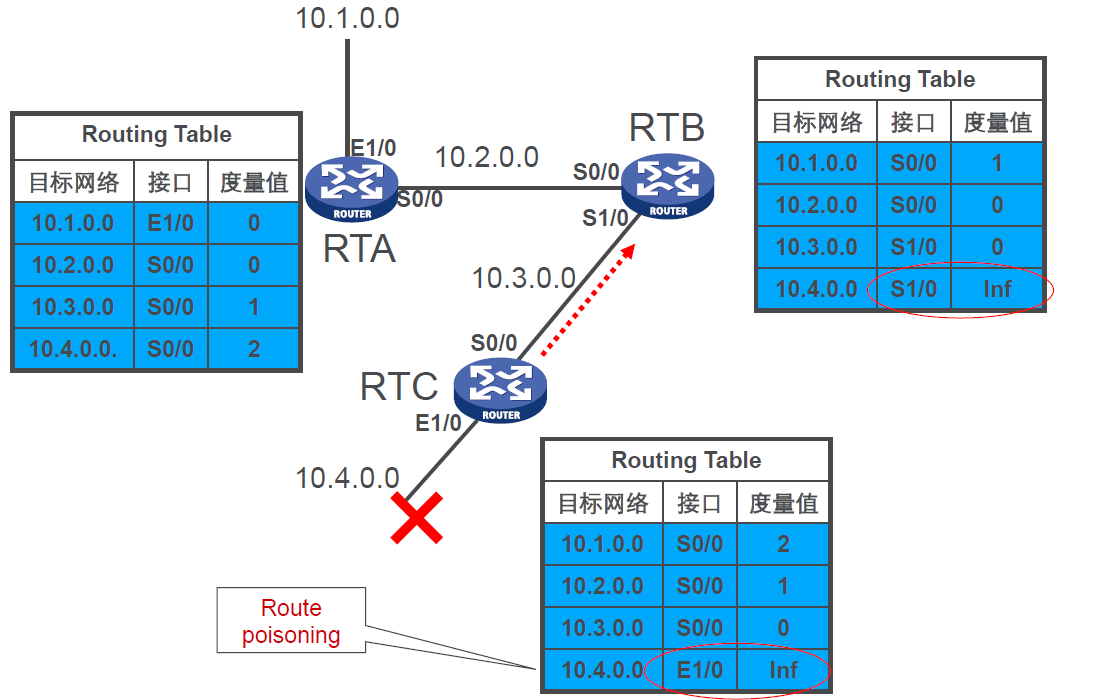 10.1.0.0
Routing Table
目标网络 接口 度量值
10.1.0.0 E1/0 0
10.2.0.0 S0/0 0
10.3.0.0 S0/0 1
10.4.0.0. S0/0 2
E1/0
ROUTER
S0/0
RTA
10.2.0.0
RTB
S0/0
ROUTER
S1/0
Routing Table
目标网络 接口 度量值
10.1.0.0 S0/0 1
10.2.0.0 S0/0 0
10.3.0.0 S1/0 0
10.4.0.0 S1/0 Inf
10.3.0.0
S0/0
RTC
ROUTER
E1/0
10.4.0.0
Routing Table
目标网络 接口 度量值
10.1.0.0 S0/0 2
10.2.0.0 S0/0 1
10.3.0.0 S0/0 0
10.4.0.0 E1/0 Inf
Route
poisoning